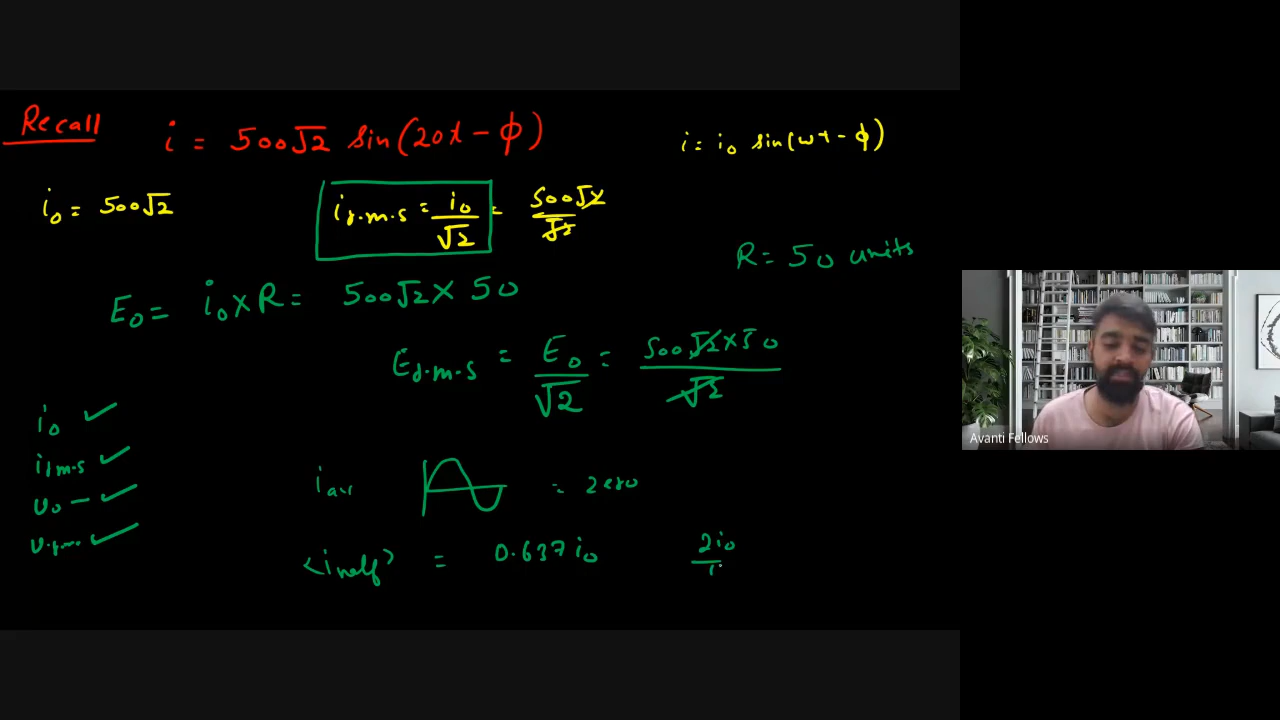 Recall
i = 500√2 sin(20t - φ)
i = i₀ sin(ωt - φ)
i₀ = 500√2
i r.m.s = i₀/√2 = 500√2/√2
R = 50 units
E₀ = i₀ × R = 500√2 × 50
E r.m.s = E₀/√2 = 500√2×50/√2
i₀ ✓
i rms ✓
v₀ — ✓
v r.m.s ✓
i av = zero
<i half> = 0.637 i₀
2i₀/
Avanti Fellows